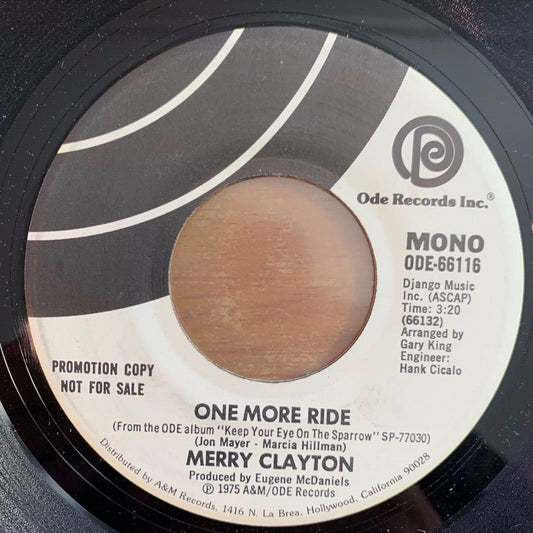 Ode Records Inc.®
MONO
ODE-66116
Django Music
Inc. (ASCAP)
Time: 3:20
(66132)
Arranged by
Gary King
Engineer:
Hank Cicalo
PROMOTION COPY
NOT FOR SALE
ONE MORE RIDE
(From the ODE album "Keep Your Eye On The Sparrow" SP-77030)
(Jon Mayer - Marcia Hillman)
MERRY CLAYTON
Produced by Eugene McDaniels
℗ 1975 A&M/ODE Records
Distributed by A&M Records, 1416 N. La Brea, Hollywood, California 90028